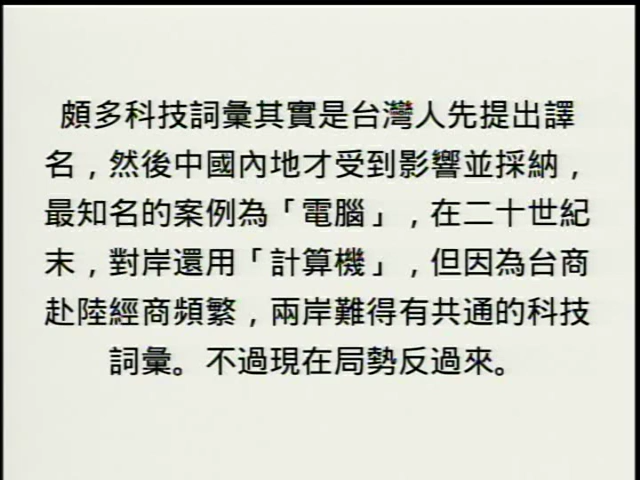 頗多科技詞彙其實是台灣人先提出譯
名，然後中國內地才受到影響並採納，
最知名的案例為「電腦」，在二十世紀
末，對岸還用「計算機」，但因為台商
赴陸經商頻繁，兩岸難得有共通的科技
詞彙。不過現在局勢反過來。